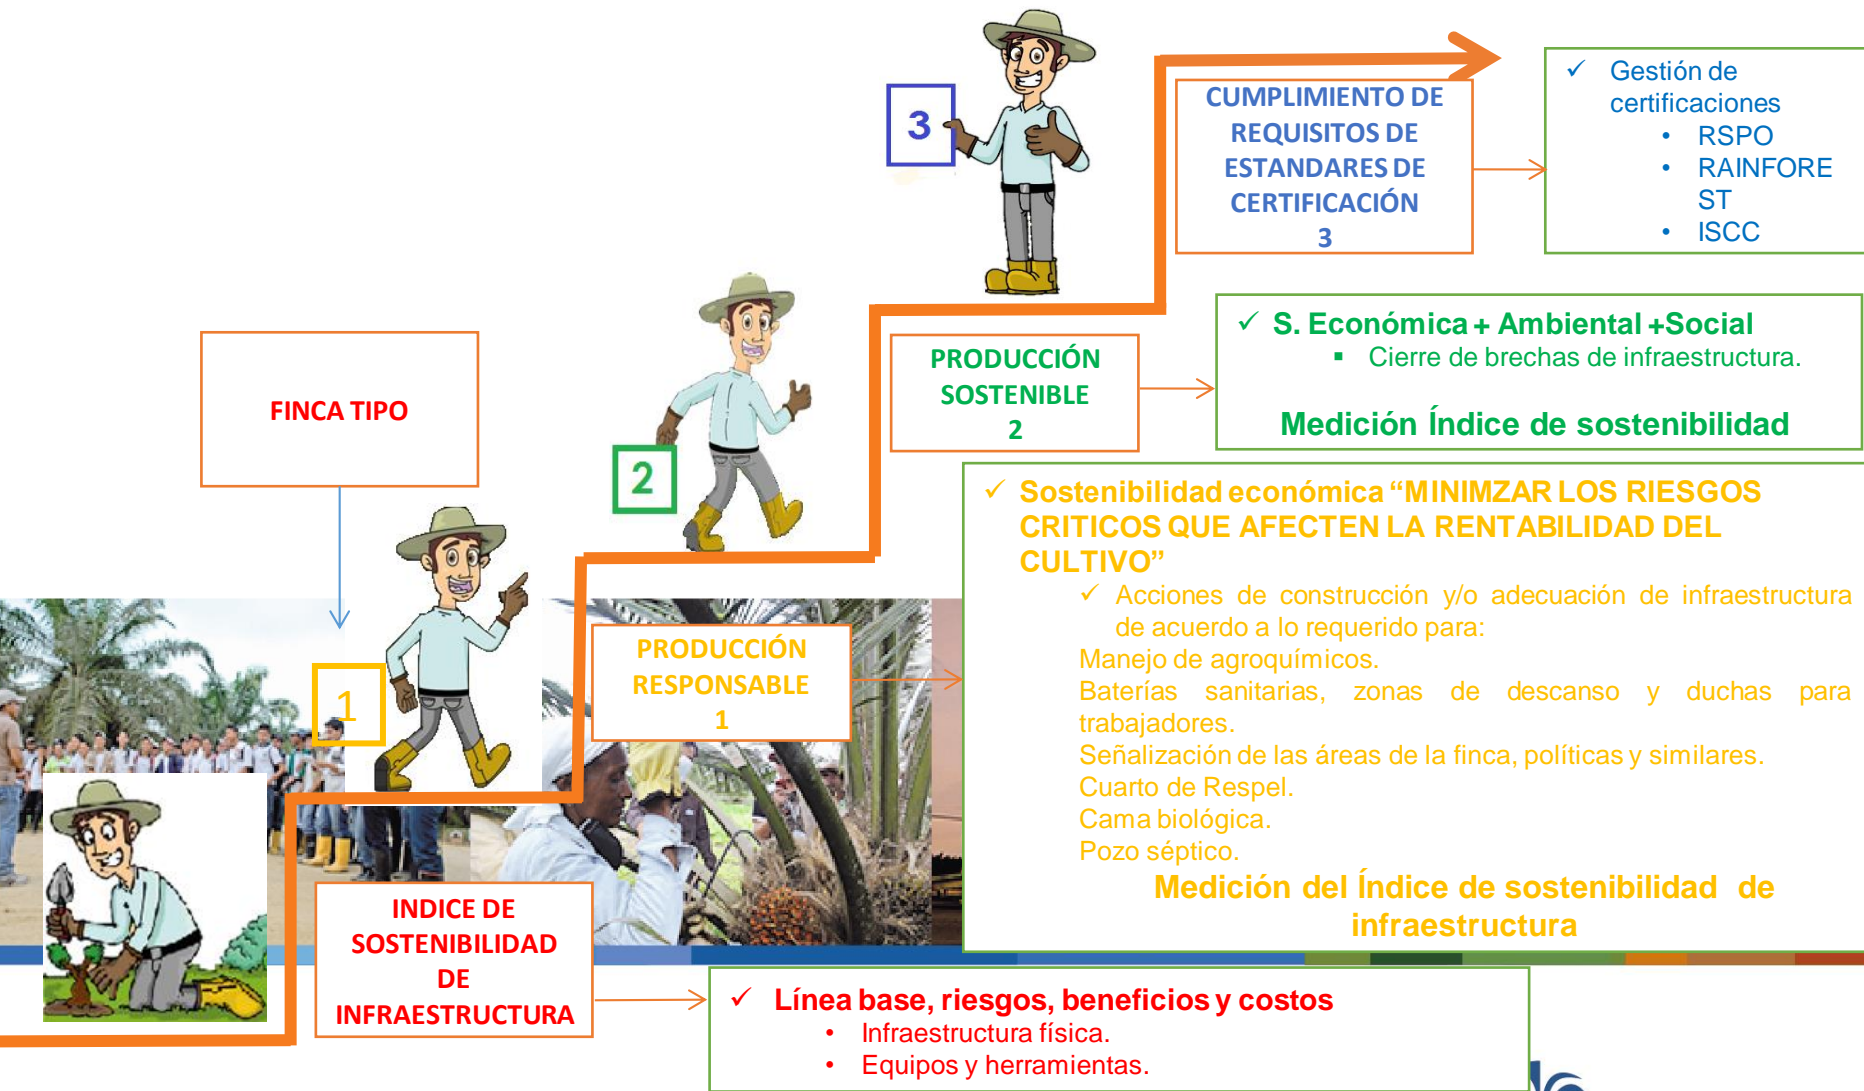 3
CUMPLIMIENTO DE
REQUISITOS DE
ESTANDARES DE
CERTIFICACIÓN
3
✓ Gestión de
certificaciones
• RSPO
• RAINFORE
ST
• ISCC
2
PRODUCCIÓN
SOSTENIBLE
2
✓ S. Económica + Ambiental +Social
▪ Cierre de brechas de infraestructura.
Medición Índice de sostenibilidad
FINCA TIPO
1
PRODUCCIÓN
RESPONSABLE
1
✓ Sostenibilidad económica “MINIMZAR LOS RIESGOS
CRITICOS QUE AFECTEN LA RENTABILIDAD DEL
CULTIVO”
✓ Acciones de construcción y/o adecuación de infraestructura
de acuerdo a lo requerido para:
Manejo de agroquímicos.
Baterías sanitarias, zonas de descanso y duchas para
trabajadores.
Señalización de las áreas de la finca, políticas y similares.
Cuarto de Respel.
Cama biológica.
Pozo séptico.
Medición del Índice de sostenibilidad de
infraestructura
INDICE DE
SOSTENIBILIDAD
DE
INFRAESTRUCTURA
✓ Línea base, riesgos, beneficios y costos
• Infraestructura física.
• Equipos y herramientas.